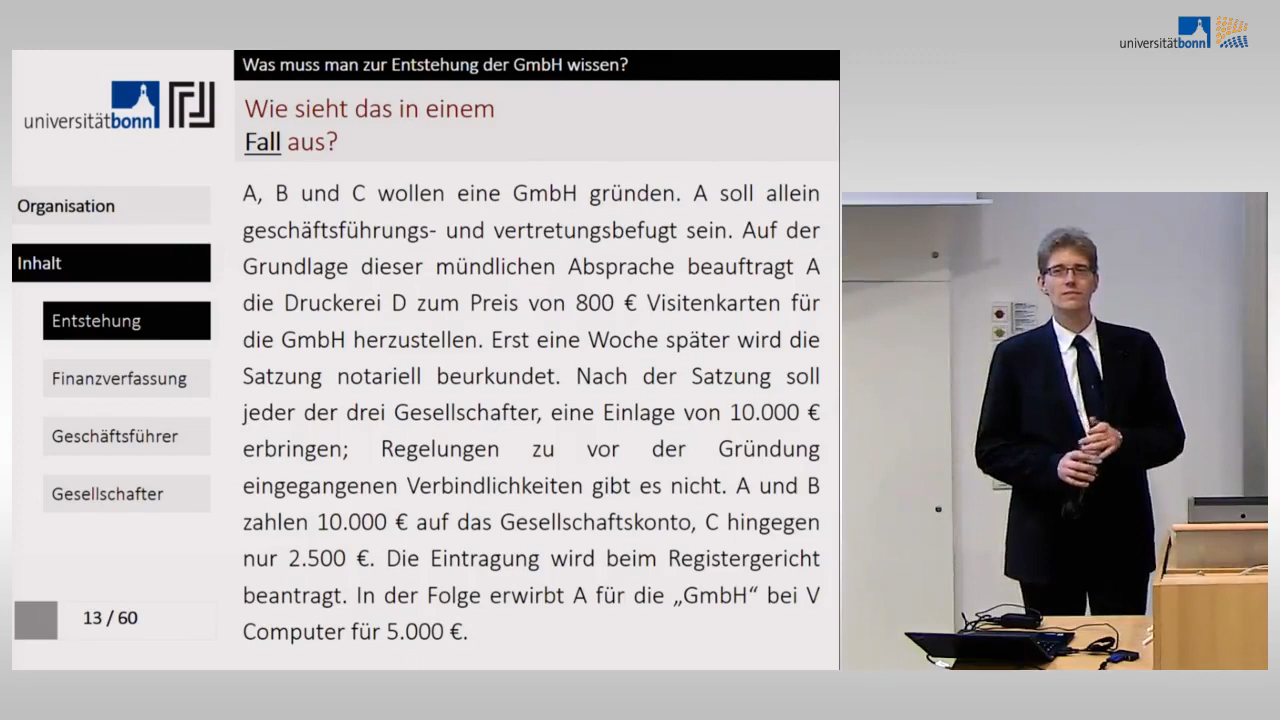 universitätbonn
Was muss man zur Entstehung der GmbH wissen?
universitätbonn
Wie sieht das in einem
Fall aus?
Organisation
Inhalt
Entstehung
Finanzverfassung
Geschäftsführer
Gesellschafter
13 / 60
A, B und C wollen eine GmbH gründen. A soll allein
geschäftsführungs- und vertretungsbefugt sein. Auf der
Grundlage dieser mündlichen Absprache beauftragt A
die Druckerei D zum Preis von 800 € Visitenkarten für
die GmbH herzustellen. Erst eine Woche später wird die
Satzung notariell beurkundet. Nach der Satzung soll
jeder der drei Gesellschafter, eine Einlage von 10.000 €
erbringen; Regelungen zu vor der Gründung
eingegangenen Verbindlichkeiten gibt es nicht. A und B
zahlen 10.000 € auf das Gesellschaftskonto, C hingegen
nur 2.500 €. Die Eintragung wird beim Registergericht
beantragt. In der Folge erwirbt A für die „GmbH“ bei V
Computer für 5.000 €.